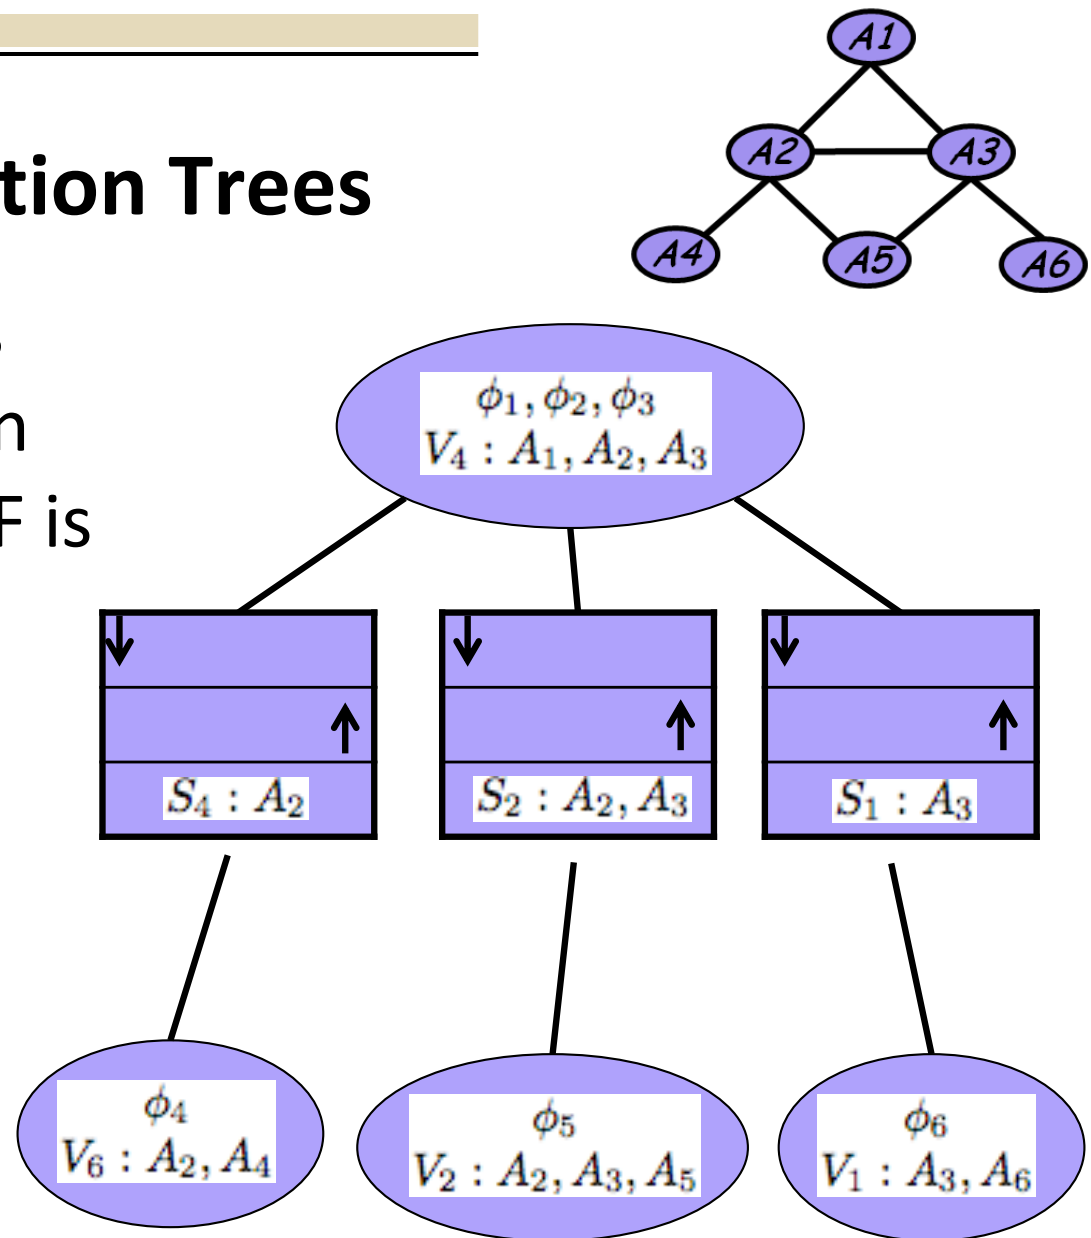 A1
tion Trees
A2 A3
A4 A5 A6
n
F is
ϕ₁, ϕ₂, ϕ₃
V₄ : A₁, A₂, A₃
S₄ : A₂
S₂ : A₂, A₃
S₁ : A₃
ϕ₄
V₆ : A₂, A₄
ϕ₅
V₂ : A₂, A₃, A₅
ϕ₆
V₁ : A₃, A₆